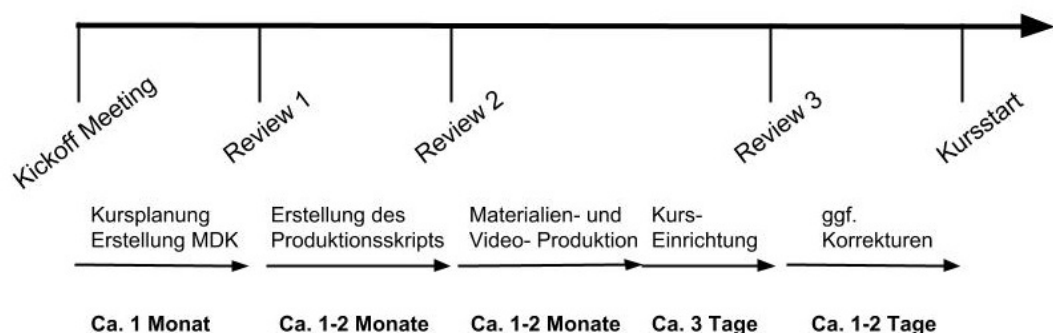 Kickoff Meeting
Review 1
Review 2
Review 3
Kursstart
Kursplanung
Erstellung MDK
Erstellung des
Produktionsskripts
Materialien- und
Video- Produktion
Kurs-
Einrichtung
ggf.
Korrekturen
Ca. 1 Monat
Ca. 1-2 Monate
Ca. 1-2 Monate
Ca. 3 Tage
Ca. 1-2 Tage